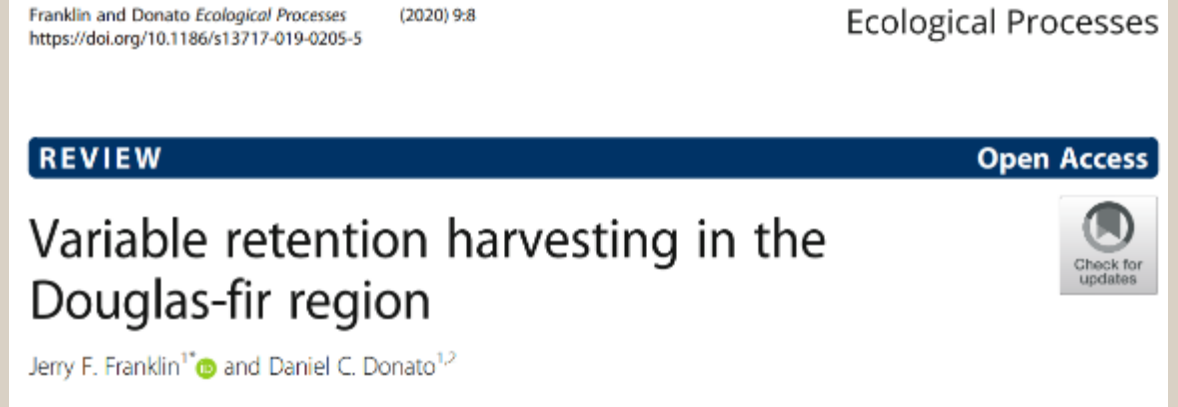 Franklin and Donato Ecological Processes (2020) 9:8
https://doi.org/10.1186/s13717-019-0205-5
Ecological Processes
REVIEW
Open Access
Variable retention harvesting in the
Douglas-fir region
Check for
updates
Jerry F. Franklin1* iD and Daniel C. Donato1,2